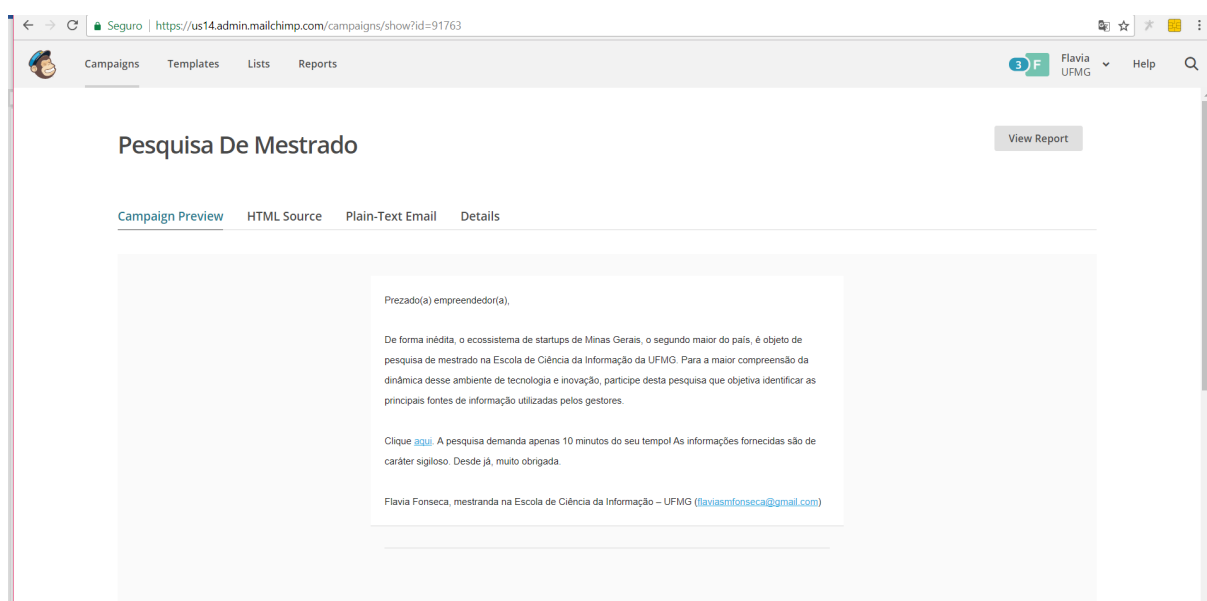 Seguro | https://us14.admin.mailchimp.com/campaigns/show?id=91763
Campaigns Templates Lists Reports 3 F Flavia Help
UFMG
Pesquisa De Mestrado View Report
Campaign Preview HTML Source Plain-Text Email Details
Prezado(a) empreendedor(a),
De forma inédita, o ecossistema de startups de Minas Gerais, o segundo maior do país, é objeto de
pesquisa de mestrado na Escola de Ciência da Informação da UFMG. Para a maior compreensão da
dinâmica desse ambiente de tecnologia e inovação, participe desta pesquisa que objetiva identificar as
principais fontes de informação utilizadas pelos gestores.
Clique aqui. A pesquisa demanda apenas 10 minutos do seu tempo! As informações fornecidas são de
caráter sigiloso. Desde já, muito obrigada.
Flavia Fonseca, mestranda na Escola de Ciência da Informação – UFMG (flaviasmfonseca@gmail.com)